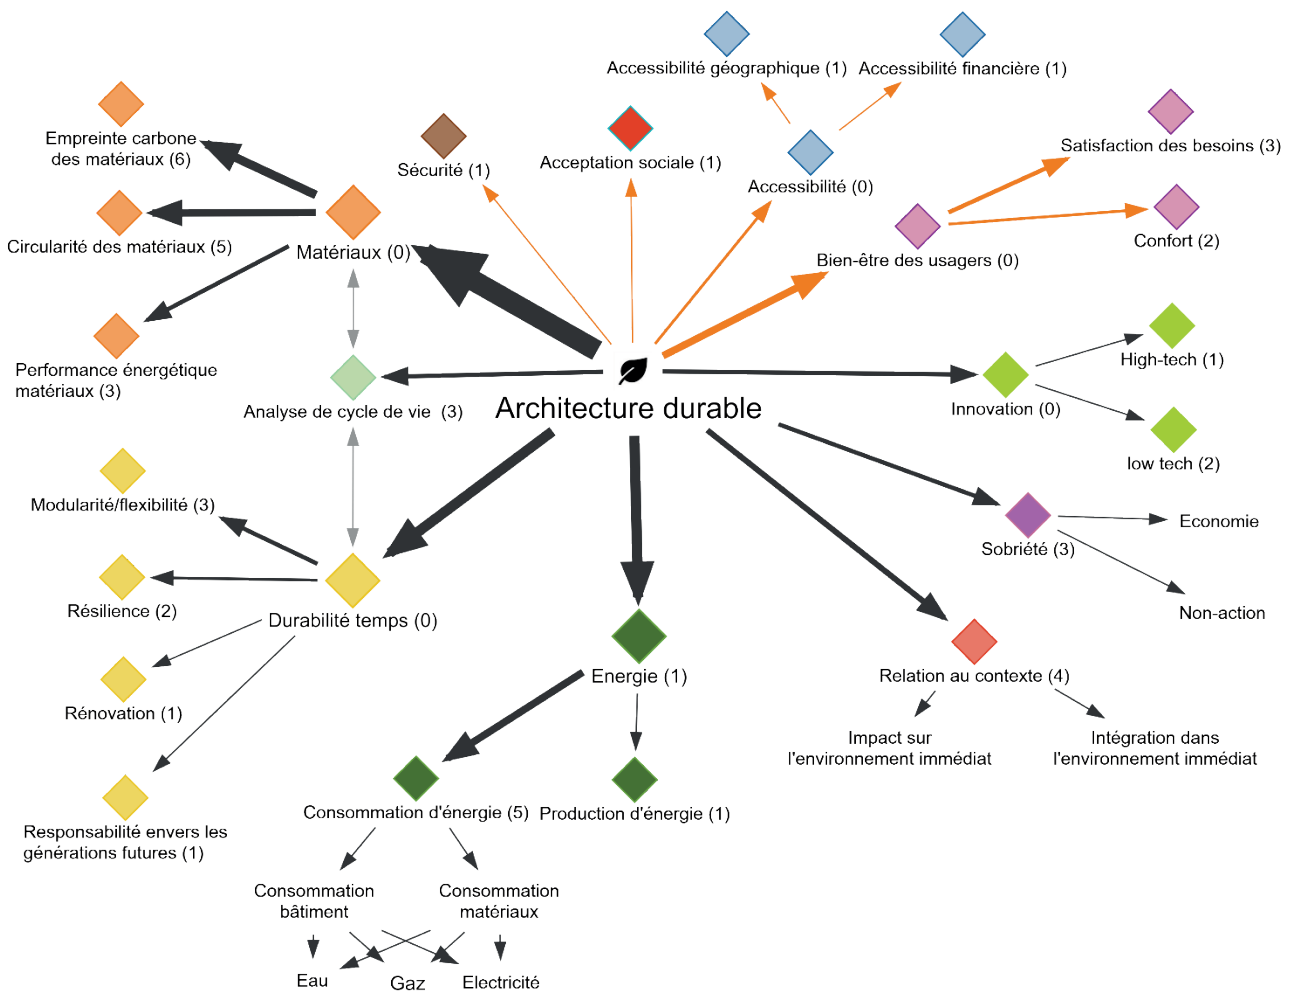 Accessibilité géographique (1)
Accessibilité financière (1)
Empreinte carbone
des matériaux (6)
Sécurité (1)
Acceptation sociale (1)
Accessibilité (0)
Satisfaction des besoins (3)
Circularité des matériaux (5)
Matériaux (0)
Bien-être des usagers (0)
Confort (2)
Performance énergétique
matériaux (3)
Analyse de cycle de vie (3)
Architecture durable
Innovation (0)
High-tech (1)
low tech (2)
Modularité/flexibilité (3)
Sobriété (3)
Economie
Non-action
Résilience (2)
Durabilité temps (0)
Rénovation (1)
Energie (1)
Relation au contexte (4)
Impact sur
l'environnement immédiat
Intégration dans
l'environnement immédiat
Responsabilité envers les
générations futures (1)
Consommation d'énergie (5)
Production d'énergie (1)
Consommation
bâtiment
Consommation
matériaux
Eau
Gaz
Electricité